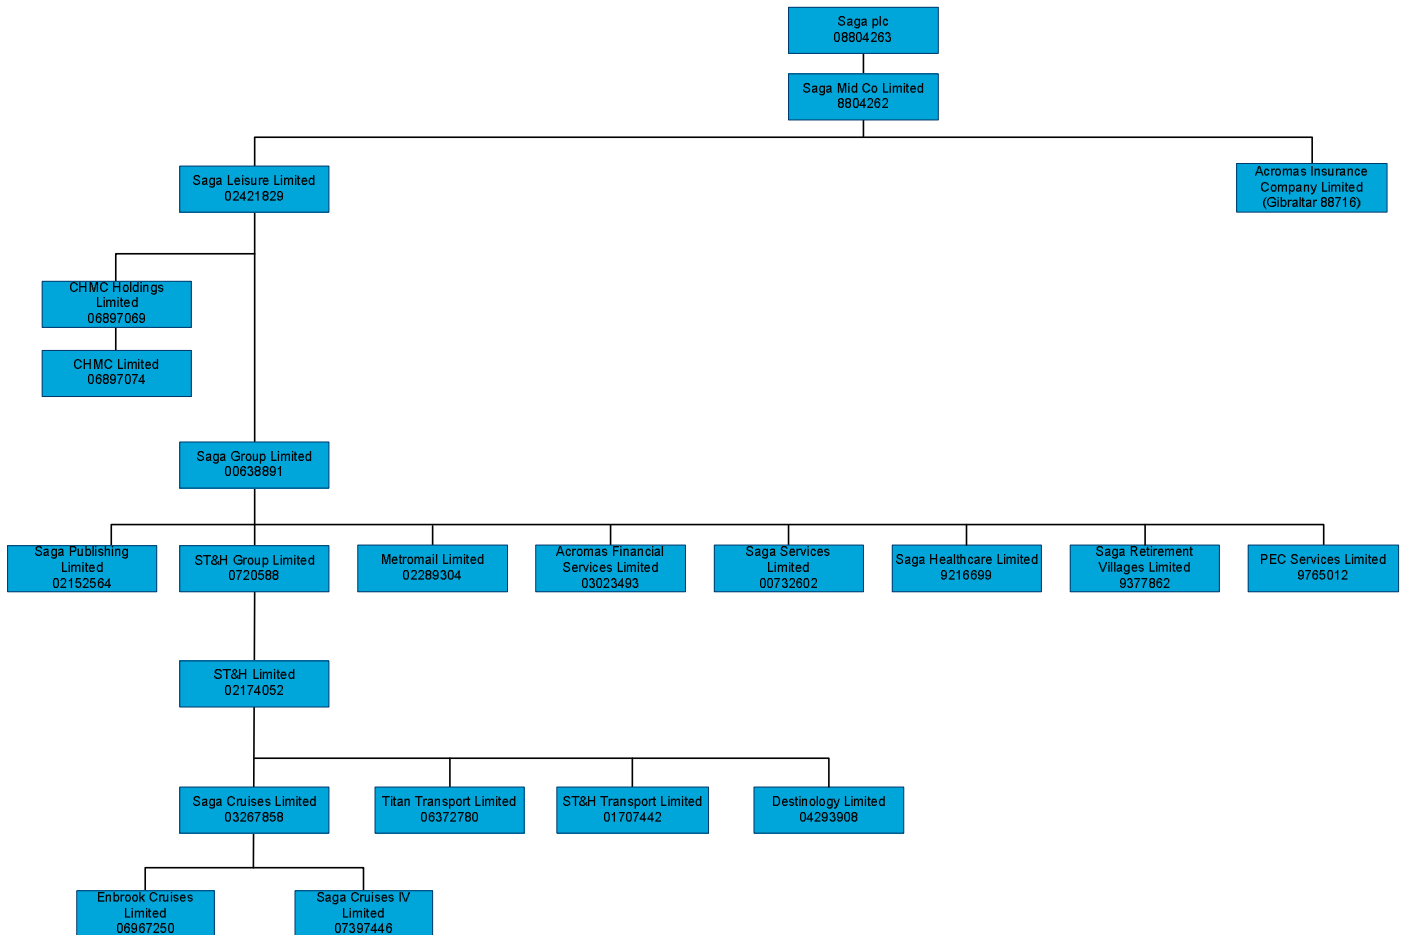 Saga plc
08804263
Saga Mid Co Limited
8804262
Saga Leisure Limited
02421829
Acromas Insurance
Company Limited
(Gibraltar 88716)
CHMC Holdings
Limited
06897069
CHMC Limited
06897074
Saga Group Limited
00638891
Saga Publishing
Limited
02152564
ST&H Group Limited
0720588
Metromail Limited
02289304
Acromas Financial
Services Limited
03023493
Saga Services
Limited
00732602
Saga Healthcare Limited
9216699
Saga Retirement
Villages Limited
9377862
PEC Services Limited
9765012
ST&H Limited
02174052
Saga Cruises Limited
03267858
Titan Transport Limited
06372780
ST&H Transport Limited
01707442
Destinology Limited
04293908
Enbrook Cruises
Limited
06967250
Saga Cruises IV
Limited
07397446